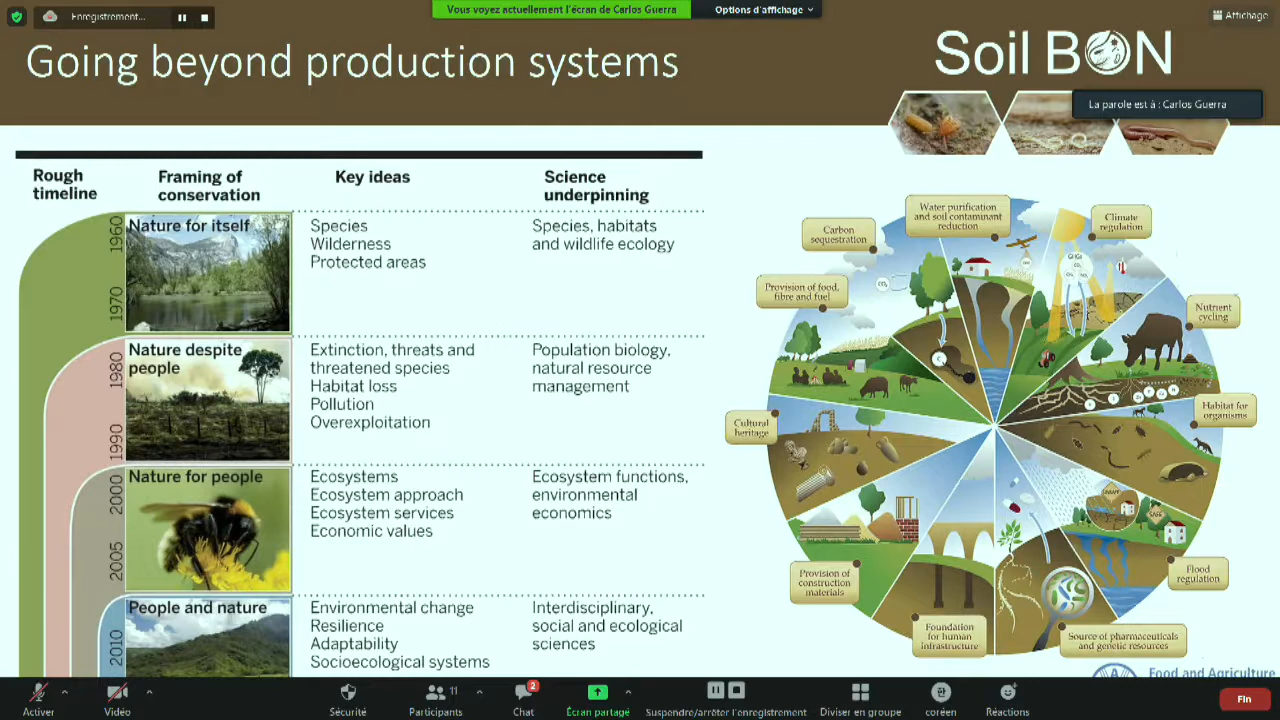 Enregistrement...
Vous voyez actuellement l'écran de Carlos Guerra
Options d'affichage
Affichage
Going beyond production systems
Soil BON
La parole est à : Carlos Guerra
Rough
timeline
Framing of
conservation
Key ideas
Science
underpinning
1960
1970
Nature for itself
Species
Wilderness
Protected areas
Species, habitats
and wildlife ecology
1980
1990
Nature despite
people
Extinction, threats and
threatened species
Habitat loss
Pollution
Overexploitation
Population biology,
natural resource
management
2000
2005
Nature for people
Ecosystems
Ecosystem approach
Ecosystem services
Economic values
Ecosystem functions,
environmental
economics
2010
People and nature
Environmental change
Resilience
Adaptability
Socioecological systems
Interdisciplinary,
social and ecological
sciences
Water purification
and soil contaminant
reduction
Climate
regulation
Carbon
sequestration
Provision of food,
fibre and fuel
Nutrient
cycling
Habitat for
organisms
Cultural
heritage
Flood
regulation
Provision of
construction
materials
Foundation
for human
infrastructure
Source of pharmaceuticals
and genetic resources
Food and Agriculture
Activer
Vidéo
Sécurité
11
Participants
2
Chat
Écran partagé
Suspendre/arrêter l'enregistrement
Diviser en groupe
coréen
Réactions
Fin